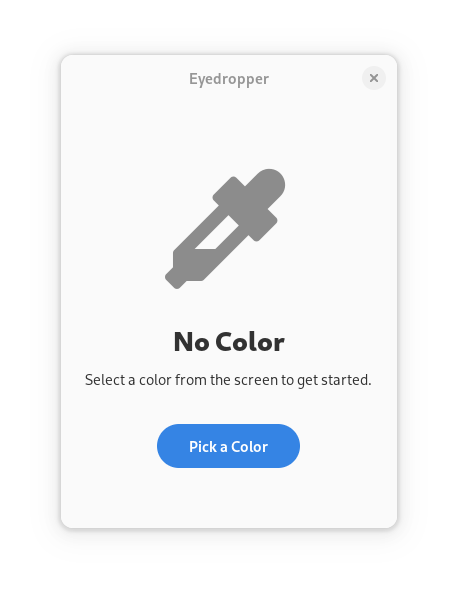 Eyedropper
No Color
Select a color from the screen to get started.
Pick a Color